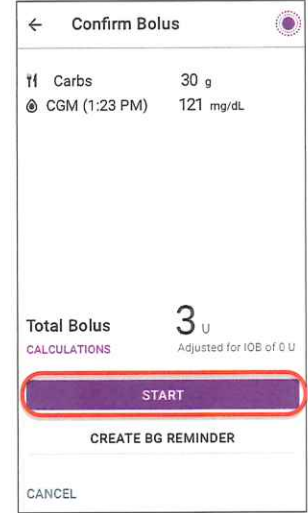 Confirm Bolus
Carbs 30 g
CGM (1:23 PM) 121 mg/dL
Total Bolus 3 U
CALCULATIONS Adjusted for IOB of 0 U
START
CREATE BG REMINDER
CANCEL